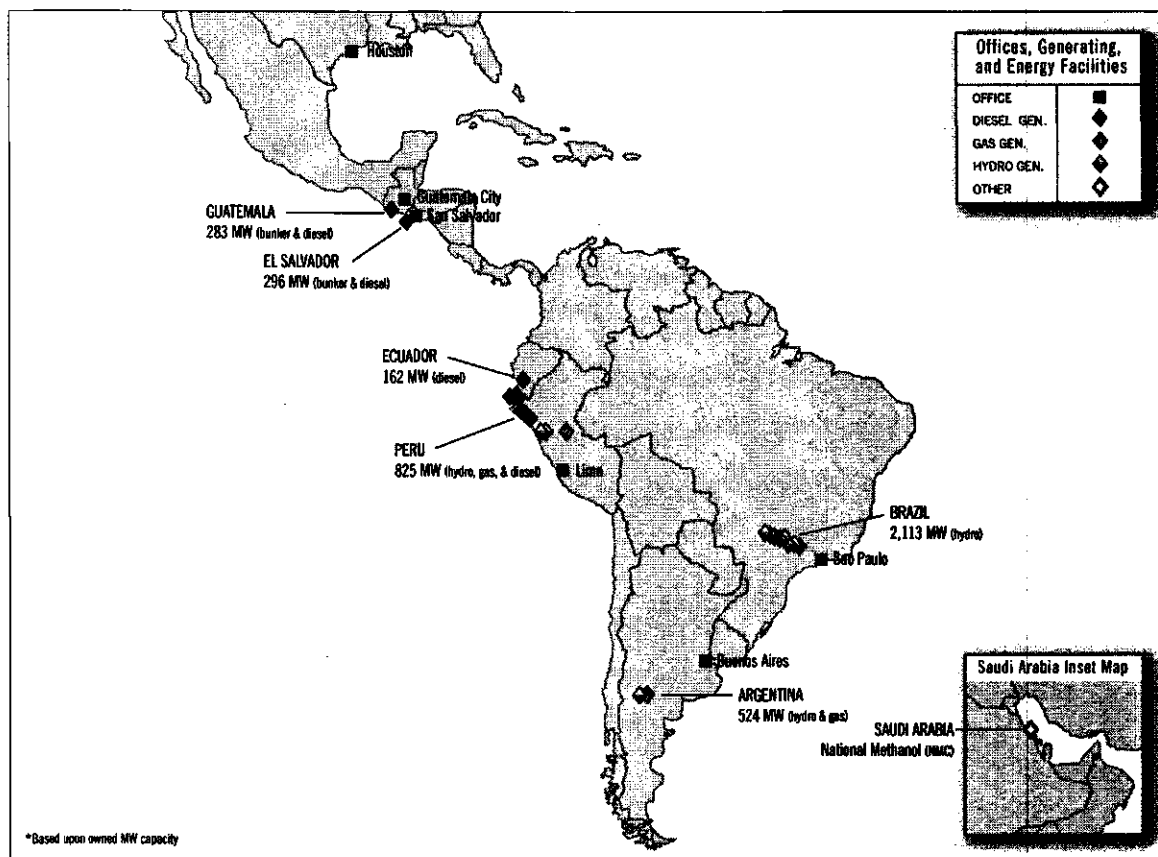 Houston
Offices, Generating,
and Energy Facilities
OFFICE
DIESEL GEN.
GAS GEN.
HYDRO GEN.
OTHER
Guatemala City
San Salvador
GUATEMALA
283 MW (bunker & diesel)
EL SALVADOR
296 MW (bunker & diesel)
ECUADOR
162 MW (diesel)
PERU
825 MW (hydro, gas, & diesel)
Lima
BRAZIL
2,113 MW (hydro)
Sao Paulo
Buenos Aires
ARGENTINA
524 MW (hydro & gas)
Saudi Arabia Inset Map
SAUDI ARABIA
National Methanol (NMC)
*Based upon owned MW capacity